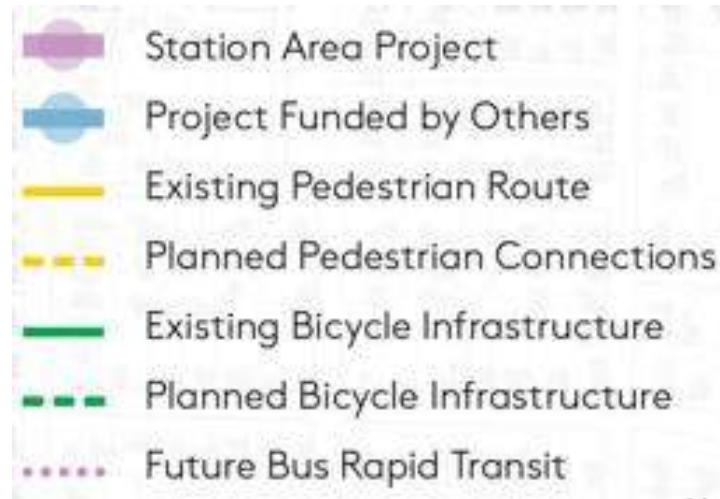 Station Area Project
Project Funded by Others
Existing Pedestrian Route
Planned Pedestrian Connections
Existing Bicycle Infrastructure
Planned Bicycle Infrastructure
Future Bus Rapid Transit